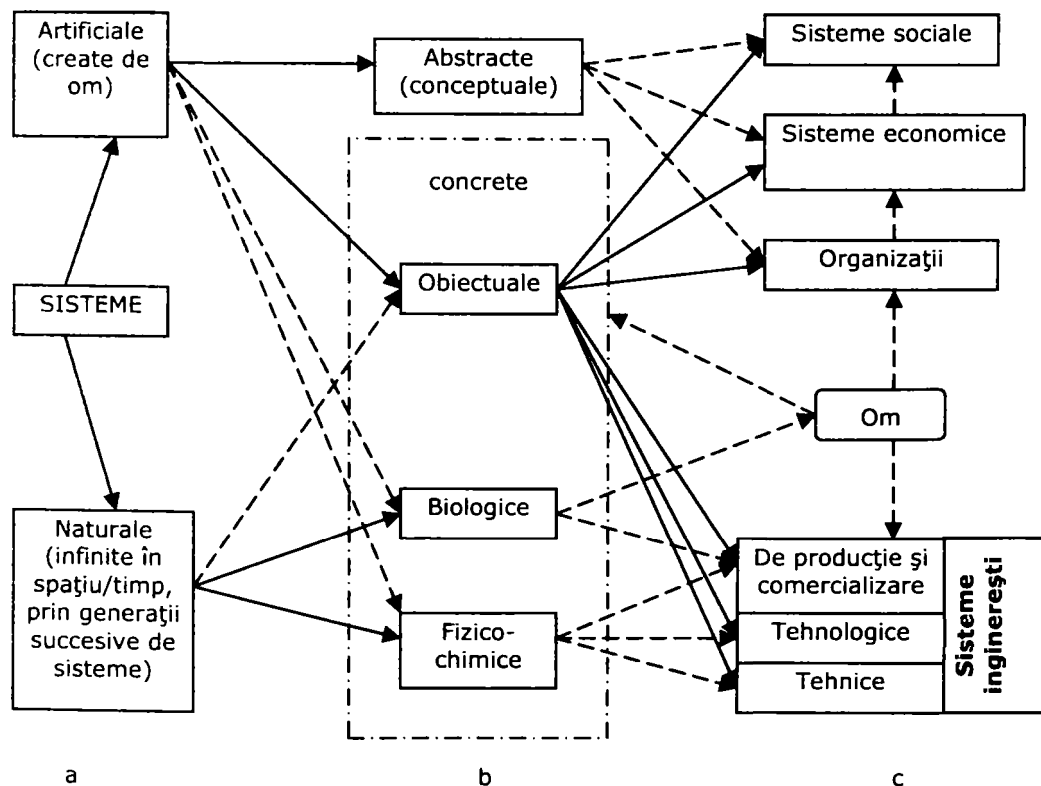 Artificiale
(create de
om)
SISTEME
Naturale
(infinite în
spaţiu/timp,
prin generaţii
succesive de
sisteme)
a
Abstracte
(conceptuale)
concrete
Obiectuale
Biologice
Fizico-
chimice
b
Sisteme sociale
Sisteme economice
Organizaţii
Om
De producţie şi
comercializare
Tehnologice
Tehnice
Sisteme
inginereşti
c